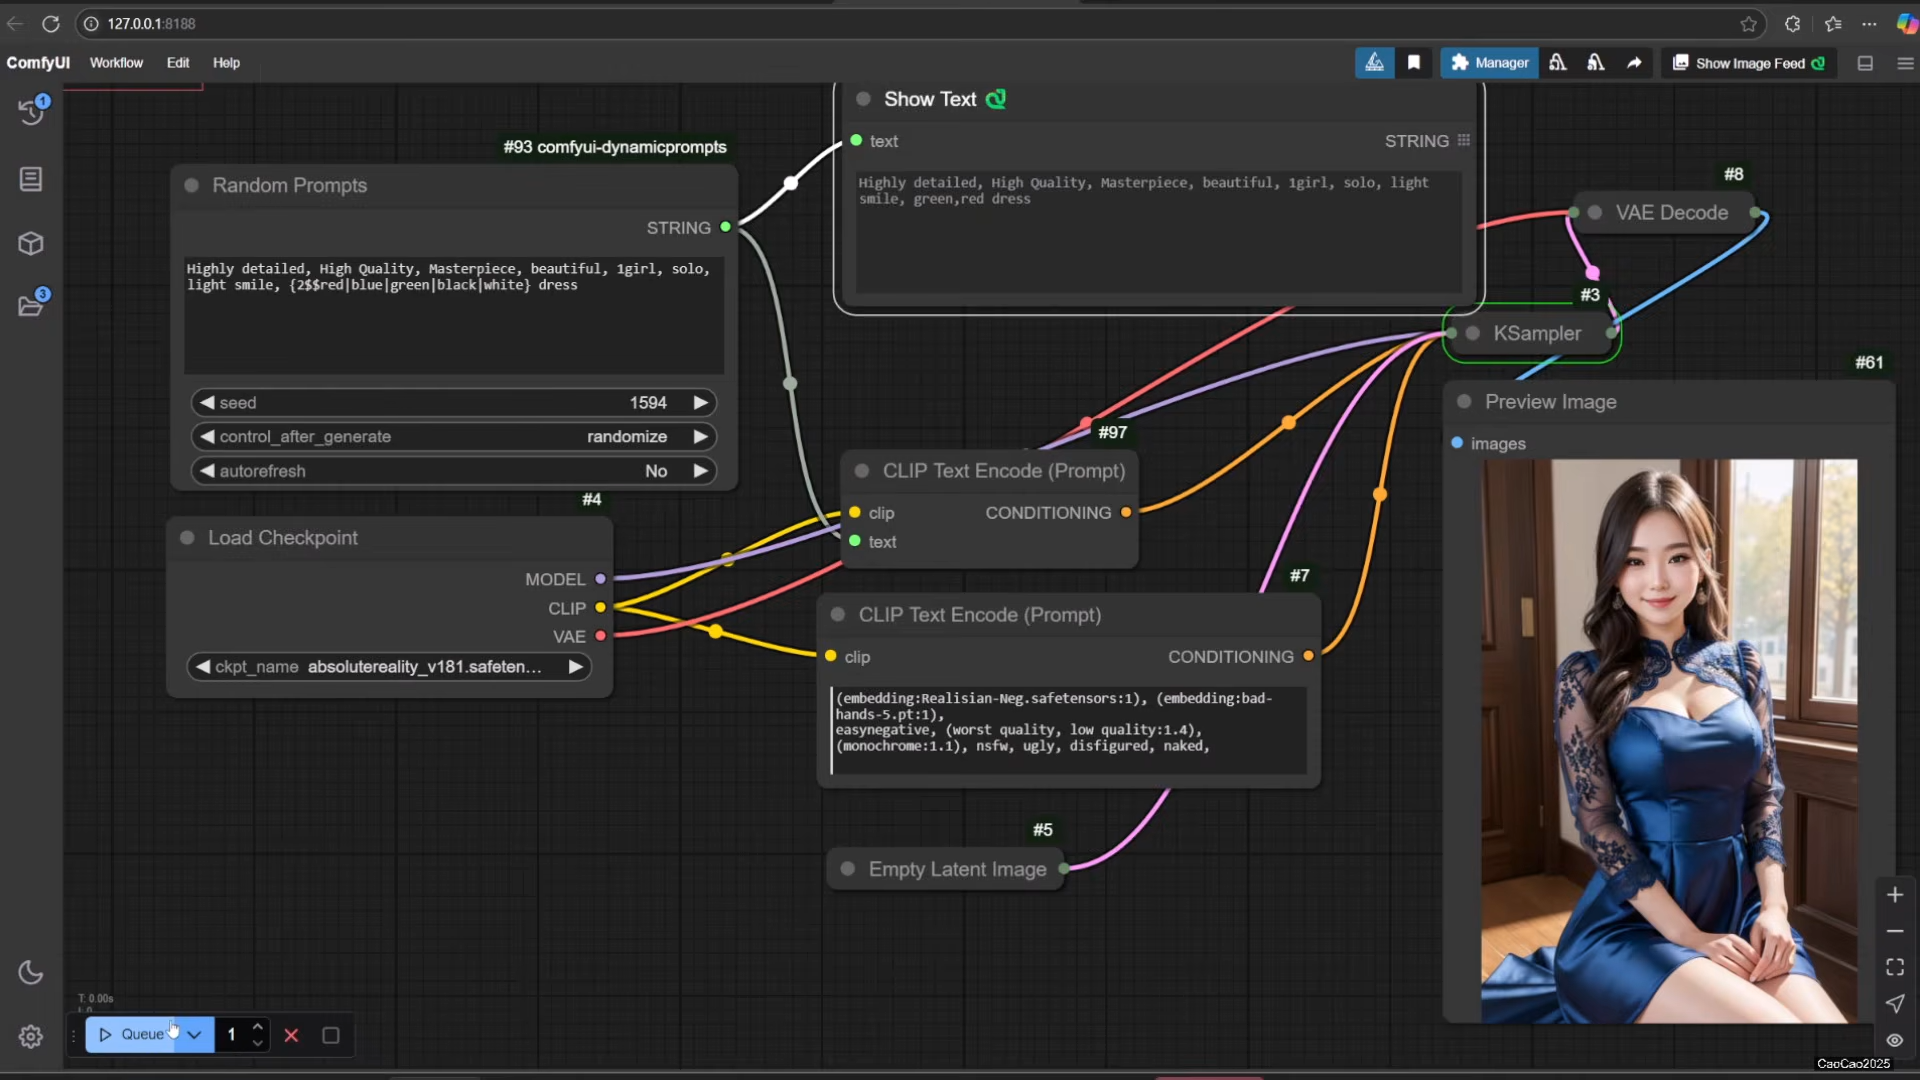 127.0.0.1:8188
ComfyUI Workflow Edit Help
Manager
Show Image Feed
1
3
#93 comfyui-dynamicprompts
Random Prompts
STRING
Highly detailed, High Quality, Masterpiece, beautiful, 1girl, solo,
light smile, {2$$red|blue|green|black|white} dress
seed 1594
control_after_generate randomize
autorefresh No
Show Text
text STRING
Highly detailed, High Quality, Masterpiece, beautiful, 1girl, solo, light
smile, green,red dress
#8
VAE Decode
#3
KSampler
#61
Preview Image
images
#4
Load Checkpoint
MODEL
CLIP
VAE
ckpt_name absolutereality_v181.safeten...
#97
CLIP Text Encode (Prompt)
clip CONDITIONING
text
#7
CLIP Text Encode (Prompt)
clip CONDITIONING
(embedding:Realisian-Neg.safetensors:1), (embedding:bad-
hands-5.pt:1),
easynegative, (worst quality, low quality:1.4),
(monochrome:1.1), nsfw, ugly, disfigured, naked,
#5
Empty Latent Image
T: 0.00s
Queue 1
CaoCao2025